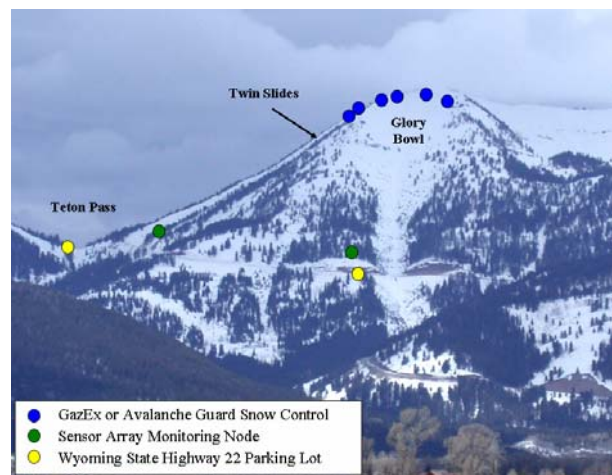 Twin Slides
Glory
Bowl
Teton Pass
GazEx or Avalanche Guard Snow Control
Sensor Array Monitoring Node
Wyoming State Highway 22 Parking Lot